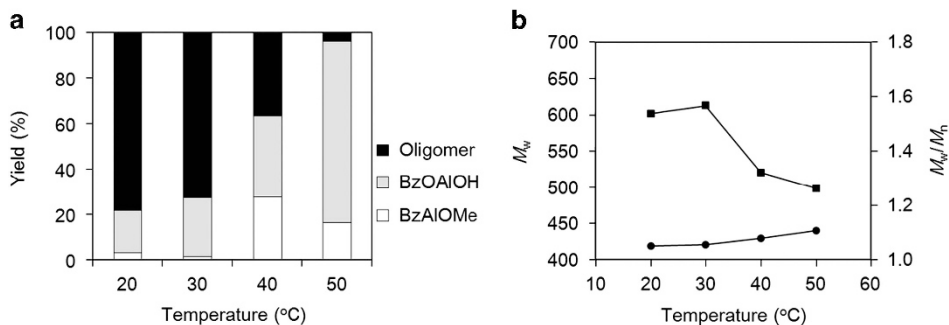 a
100
80
60
40
20
0
Yield (%)
20 30 40 50
Temperature (°C)
Oligomer
BzOAlOH
BzAlOMe
b
700
650
600
550
500
450
400
Mw
1.8
1.6
1.4
1.2
1.0
Mw/Mn
10 20 30 40 50 60
Temperature (°C)